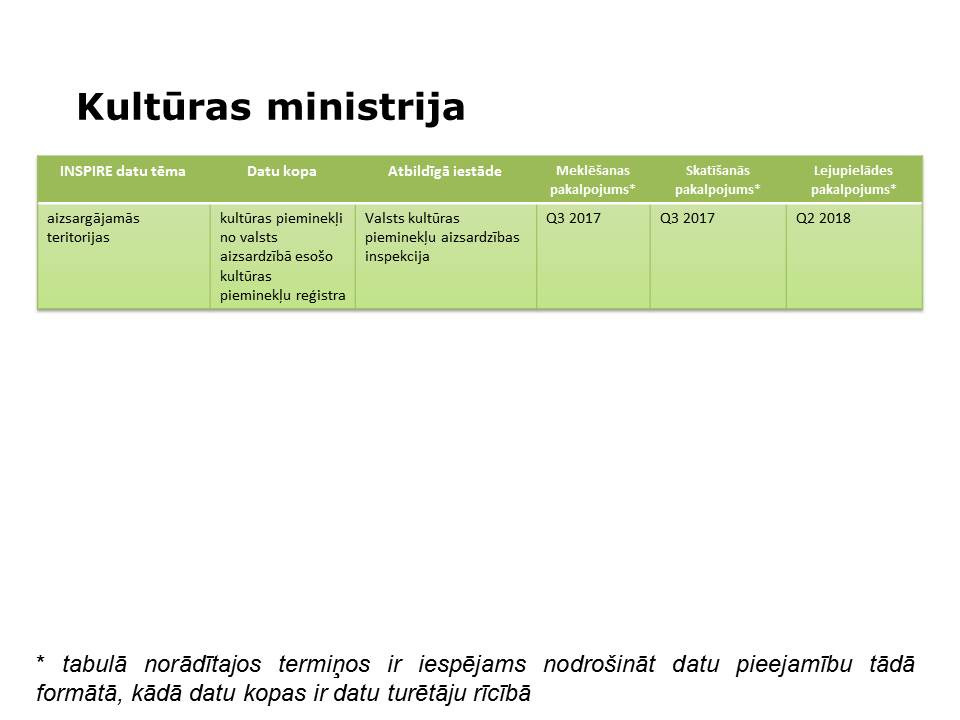 Kultūras ministrija
INSPIRE datu tēma
Datu kopa
Atbildīgā iestāde
Meklēšanas
pakalpojums*
Skatīšanās
pakalpojums*
Lejupielādes
pakalpojums*
aizsargājamās
teritorijas
kultūras pieminekļi
no valsts
aizsardzībā esošo
kultūras
pieminekļu reģistra
Valsts kultūras
pieminekļu aizsardzības
inspekcija
Q3 2017
Q3 2017
Q2 2018
* tabulā norādītajos termiņos ir iespējams nodrošināt datu pieejamību tādā
formātā, kādā datu kopas ir datu turētāju rīcībā